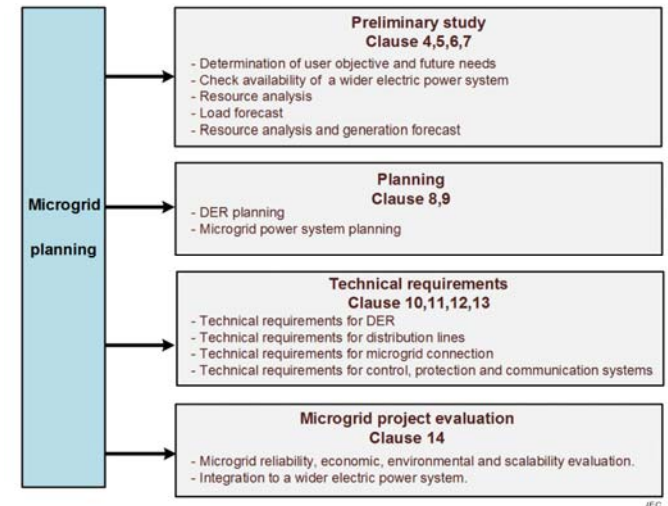 Microgrid
planning
Preliminary study
Clause 4,5,6,7
- Determination of user objective and future needs
- Check availability of a wider electric power system
- Resource analysis
- Load forecast
- Resource analysis and generation forecast
Planning
Clause 8,9
- DER planning
- Microgrid power system planning
Technical requirements
Clause 10,11,12,13
- Technical requirements for DER
- Technical requirements for distribution lines
- Technical requirements for microgrid connection
- Technical requirements for control, protection and communication systems
Microgrid project evaluation
Clause 14
- Microgrid reliability, economic, environmental and scalability evaluation.
- Integration to a wider electric power system.
IEC